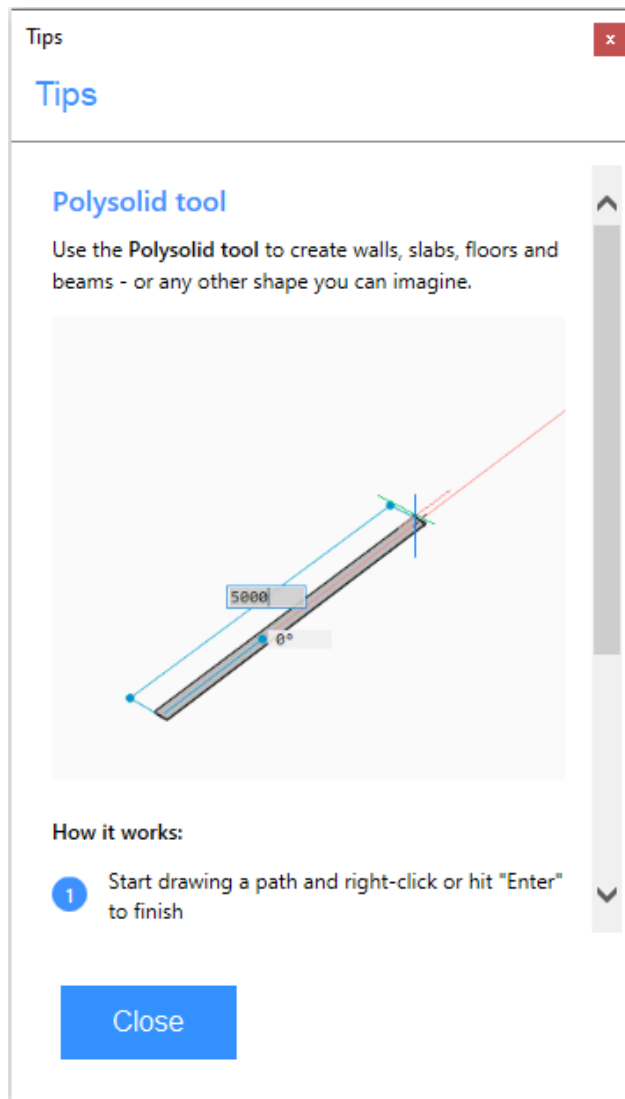 Tips
x
Tips
Polysolid tool
Use the Polysolid tool to create walls, slabs, floors and
beams - or any other shape you can imagine.
5000
0°
How it works:
1
Start drawing a path and right-click or hit "Enter"
to finish
Close